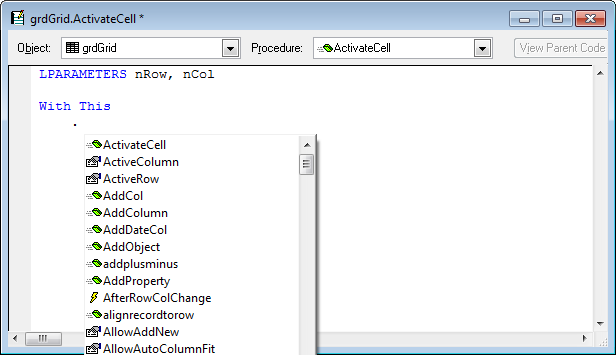 grdGrid.ActivateCell *
Object: grdGrid Procedure: ActivateCell View Parent Code
LPARAMETERS nRow, nCol
With This
.
ActivateCell
ActiveColumn
ActiveRow
AddCol
AddColumn
AddDateCol
AddObject
addplusminus
AddProperty
AfterRowColChange
alignrecordtorow
AllowAddNew
AllowAutoColumnFit